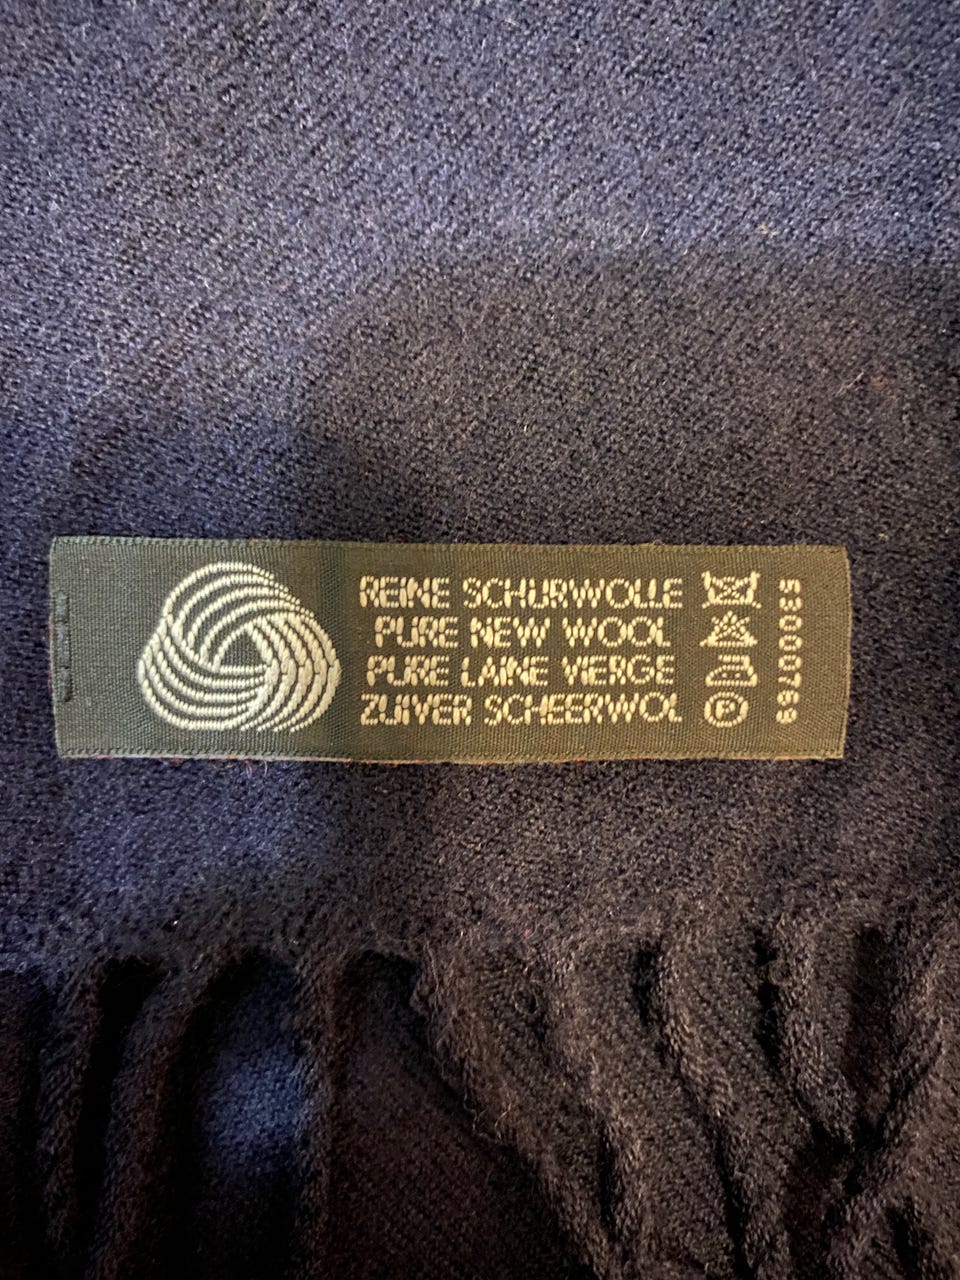 REINE SCHURWOLLE
PURE NEW WOOL
PURE LAINE VIERGE
ZUIVER SCHEERWOL
P
5300769